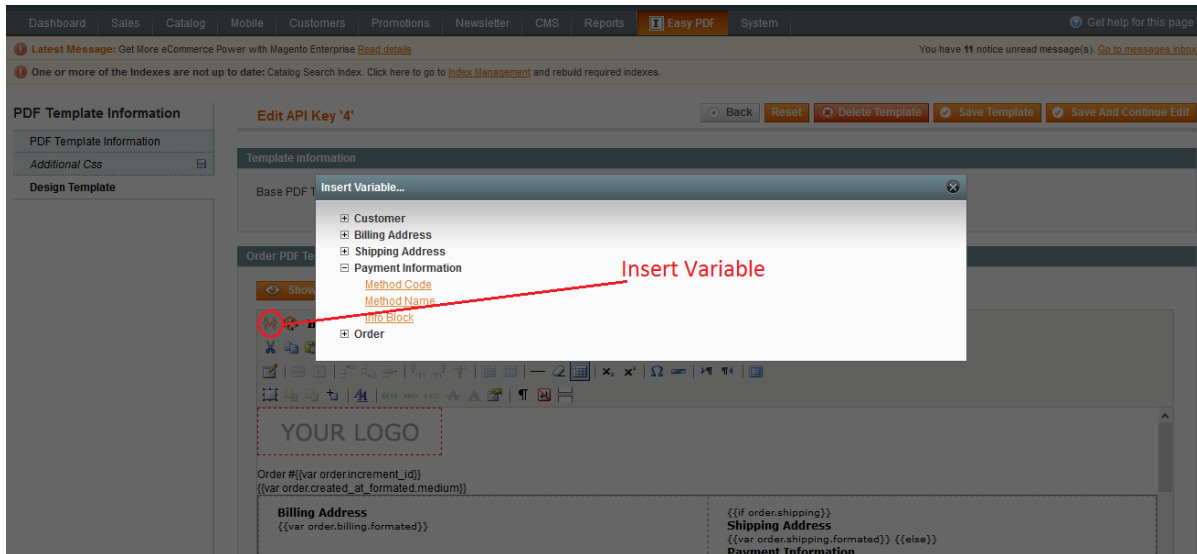 Dashboard Sales Catalog Mobile Customers Promotions Newsletter CMS Reports Easy PDF System Get help for this page
Latest Message: Get More eCommerce Power with Magento Enterprise Read details You have 11 notice unread message(s). Go to messages inbox
One or more of the Indexes are not up to date: Catalog Search Index. Click here to go to Index Management and rebuild required indexes.
PDF Template Information
PDF Template Information
Additional Css
Design Template
Edit API Key '4'
Back Reset Delete Template Save Template Save And Continue Edit
Template information
Base PDF T
Insert Variable...
Customer
Billing Address
Shipping Address
Payment Information
Method Code
Method Name
Info Block
Order
Insert Variable
Order PDF Te
Show
YOUR LOGO
Order #{{var order.increment_id}}
{{var order.created_at_formated.medium}}
Billing Address
{{var order.billing.formated}}
{{if order.shipping}}
Shipping Address
{{var order.shipping.formated}} {{else}}
Payment Information